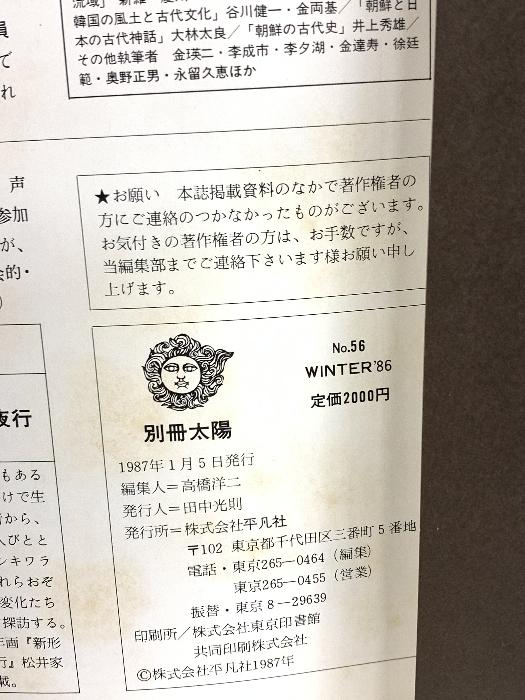 韓国の風土と古代文化」谷川健一・金両基／「朝鮮と日
本の古代神話」大林太良／「朝鮮の古代史」井上秀雄／
その他執筆者　金瑛二・李成市・李夕湖・金達寿・徐廷
範・奥野正男・永留久恵ほか
員
で
れ
声
参加
が、
会的・
★お願い　本誌掲載資料のなかで著作権者の
方にご連絡のつかなかったものがございます。
お気付きの著作権者の方は、お手数ですが、
当編集部までご連絡下さいます様お願い申し
上げます。
夜行
もある
けで生
から、
人びとと
シキワラ
れらおぞ
変化たち
探訪する。
年画『新形
行』松井家
載。
No.56
WINTER'86
定価2000円
別冊太陽
1987年1月5日発行
編集人＝高橋洋二
発行人＝田中光則
発行所＝株式会社平凡社
〒102 東京都千代田区三番町5番地
電話・東京265―0464（編集）
東京265―0455（営業）
振替・東京8―29639
印刷所／株式会社東京印書館
共同印刷株式会社
©株式会社平凡社1987年